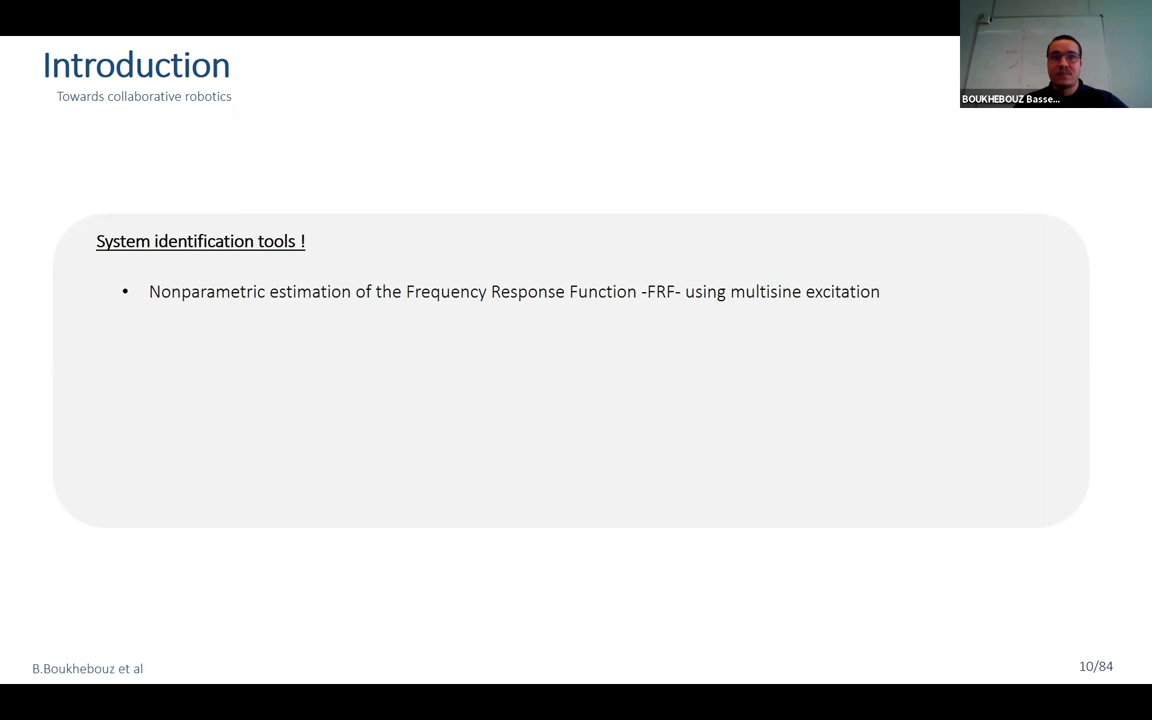 Introduction
Towards collaborative robotics
BOUKHEBOUZ Basse...
System identification tools !
• Nonparametric estimation of the Frequency Response Function -FRF- using multisine excitation
B.Boukhebouz et al
10/84